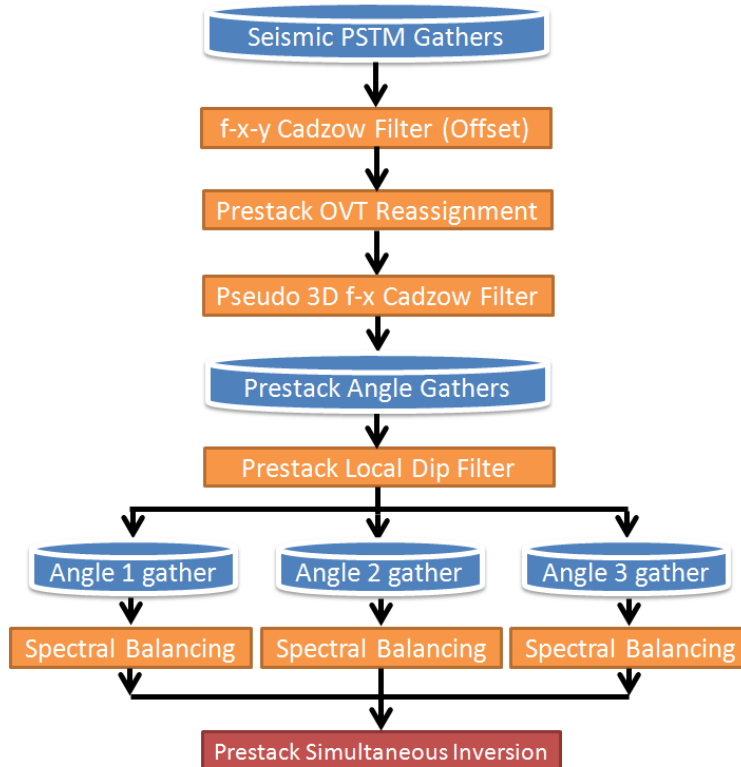 Seismic PSTM Gathers
f-x-y Cadzow Filter (Offset)
Prestack OVT Reassignment
Pseudo 3D f-x Cadzow Filter
Prestack Angle Gathers
Prestack Local Dip Filter
Angle 1 gather
Angle 2 gather
Angle 3 gather
Spectral Balancing
Spectral Balancing
Spectral Balancing
Prestack Simultaneous Inversion